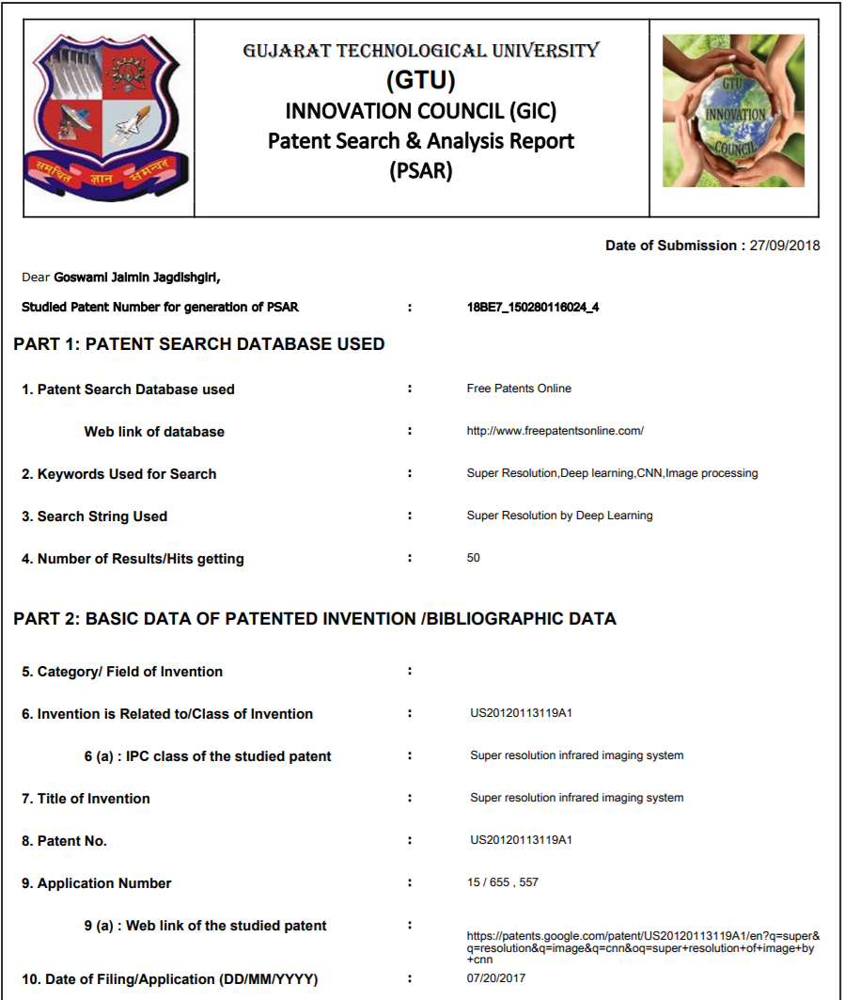 GUJARAT TECHNOLOGICAL UNIVERSITY
(GTU)
INNOVATION COUNCIL (GIC)
Patent Search & Analysis Report
(PSAR)
समुचित ज्ञान समन्वय
GTU
INNOVATION
COUNCIL
Date of Submission : 27/09/2018
Dear Goswami Jaimin Jagdishgiri,
Studied Patent Number for generation of PSAR : 18BE7_150280116024_4
PART 1: PATENT SEARCH DATABASE USED
1. Patent Search Database used : Free Patents Online
Web link of database : http://www.freepatentsonline.com/
2. Keywords Used for Search : Super Resolution,Deep learning,CNN,Image processing
3. Search String Used : Super Resolution by Deep Learning
4. Number of Results/Hits getting : 50
PART 2: BASIC DATA OF PATENTED INVENTION /BIBLIOGRAPHIC DATA
5. Category/ Field of Invention :
6. Invention is Related to/Class of Invention : US20120113119A1
6 (a) : IPC class of the studied patent : Super resolution infrared imaging system
7. Title of Invention : Super resolution infrared imaging system
8. Patent No. : US20120113119A1
9. Application Number : 15 / 655 , 557
9 (a) : Web link of the studied patent :
https://patents.google.com/patent/US20120113119A1/en?q=super&
q=resolution&q=image&q=cnn&oq=super+resolution+of+image+by
+cnn
10. Date of Filing/Application (DD/MM/YYYY) : 07/20/2017